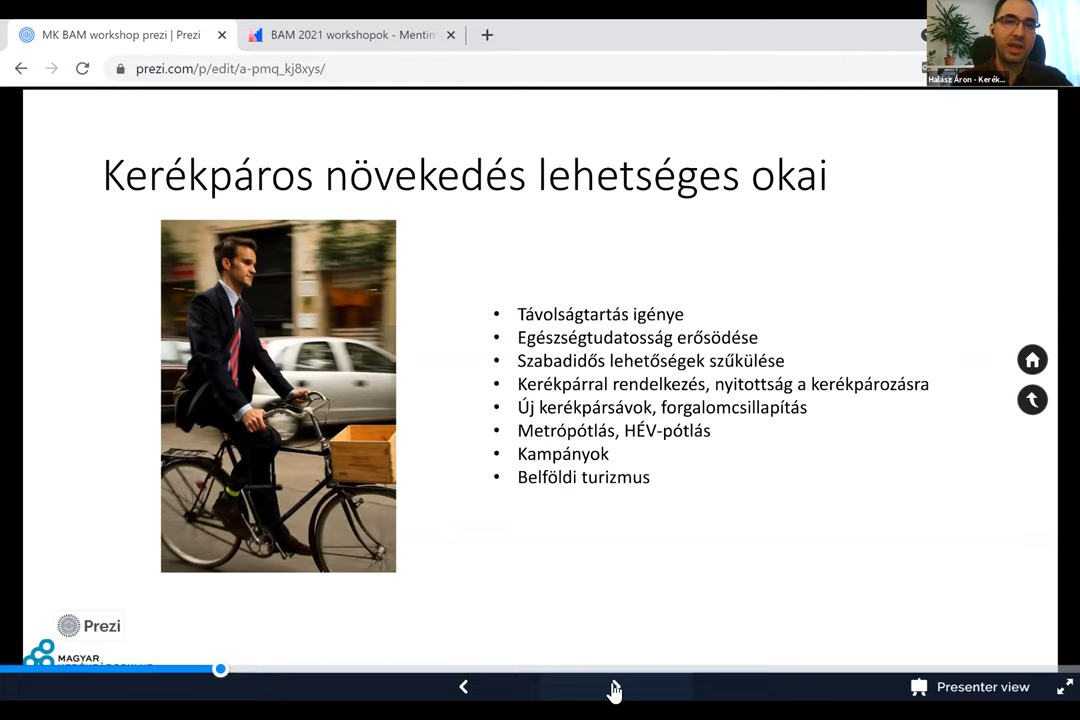 MK BAM workshop prezi | Prezi
BAM 2021 workshopok - Mentim
prezi.com/p/edit/a-pmq_kj8xys/
Halász Áron - Kerék...
Kerékpáros növekedés lehetséges okai
• Távolságtartás igénye
• Egészségtudatosság erősödése
• Szabadidős lehetőségek szűkülése
• Kerékpárral rendelkezés, nyitottság a kerékpározásra
• Új kerékpársávok, forgalomcsillapítás
• Metrópótlás, HÉV-pótlás
• Kampányok
• Belföldi turizmus
Prezi
MAGYAR
Presenter view